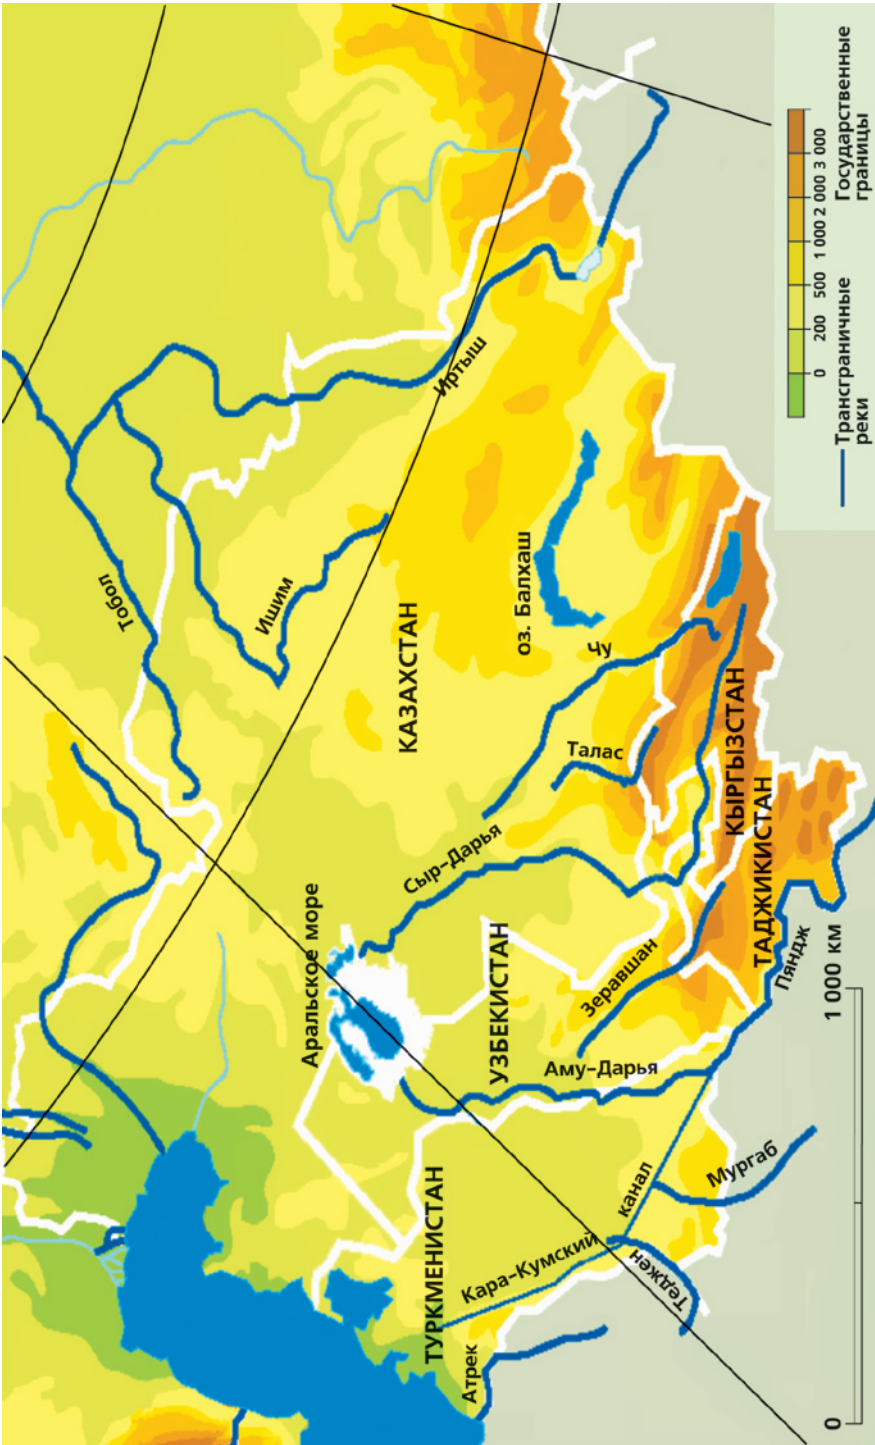 Тобол
Ишим
Иртыш
КАЗАХСТАН
оз. Балхаш
Чу
Талас
Сыр-Дарья
Аральское море
УЗБЕКИСТАН
Зеравшан
Аму-Дарья
КЫРГЫЗСТАН
ТАДЖИКИСТАН
Пяндж
ТУРКМЕНИСТАН
Кара-Кумский
канал
Мургаб
Теджен
Атрек
0
1 000 км
0 200 500 1 000 2 000 3 000
Трансграничные
реки
Государственные
границы